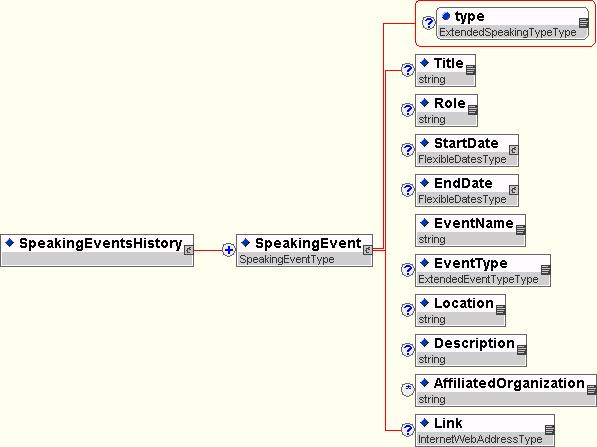 ? type
ExtendedSpeakingTypeType
? Title
string
? Role
string
? StartDate
FlexibleDatesType
? EndDate
FlexibleDatesType
SpeakingEventsHistory
+ SpeakingEvent
SpeakingEventType
EventName
string
? EventType
ExtendedEventTypeType
? Location
string
? Description
string
* AffiliatedOrganization
string
? Link
InternetWebAddressType